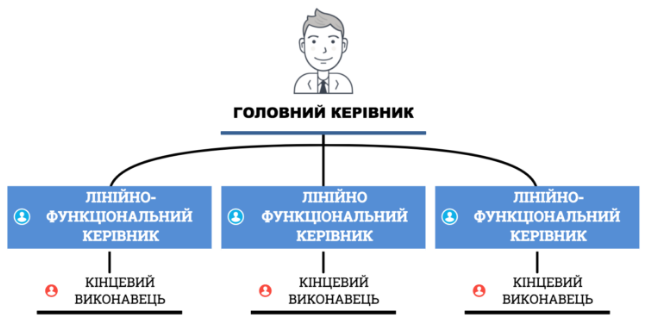 ГОЛОВНИЙ КЕРІВНИК
ЛІНІЙНО-
ФУНКЦІОНАЛЬНИЙ
КЕРІВНИК
ЛІНІЙНО
ФУНКЦІОНАЛЬНИЙ
КЕРІВНИК
ЛІНІЙНО-
ФУНКЦІОНАЛЬНИЙ
КЕРІВНИК
КІНЦЕВИЙ
ВИКОНАВЕЦЬ
КІНЦЕВИЙ
ВИКОНАВЕЦЬ
КІНЦЕВИЙ
ВИКОНАВЕЦЬ